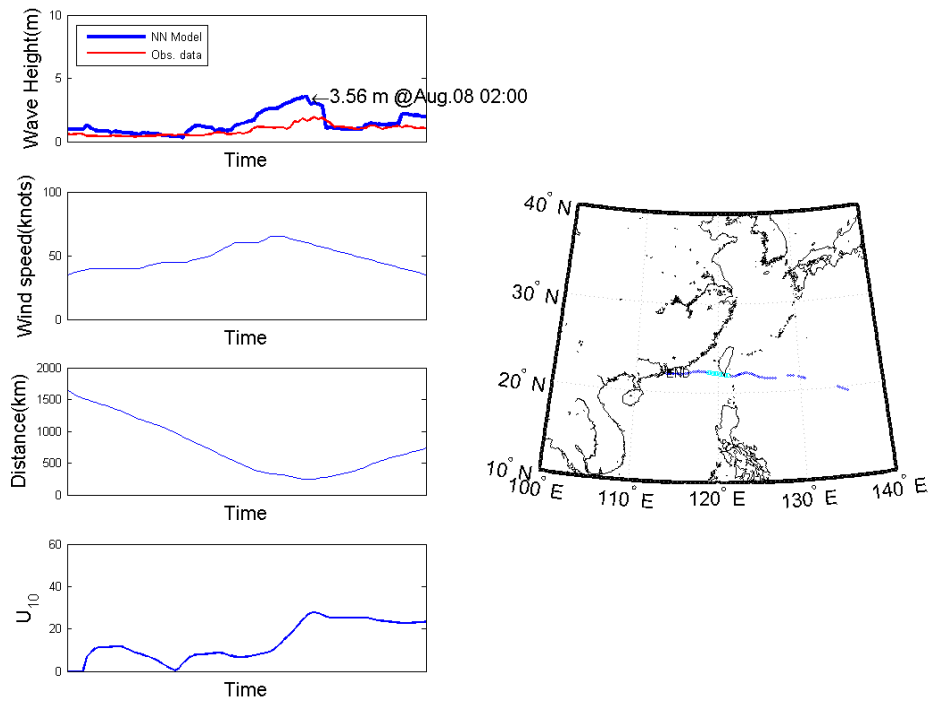 10
5
0
Wave Height(m)
NN Model
Obs. data
←3.56 m @Aug.08 02:00
Time
100
50
0
Wind speed(knots)
Time
2000
1500
1000
500
0
Distance(km)
Time
60
40
20
0
U10
Time
40° N
30° N
20° N
10° N
100° E
110° E
120° E
130° E
140° E
END